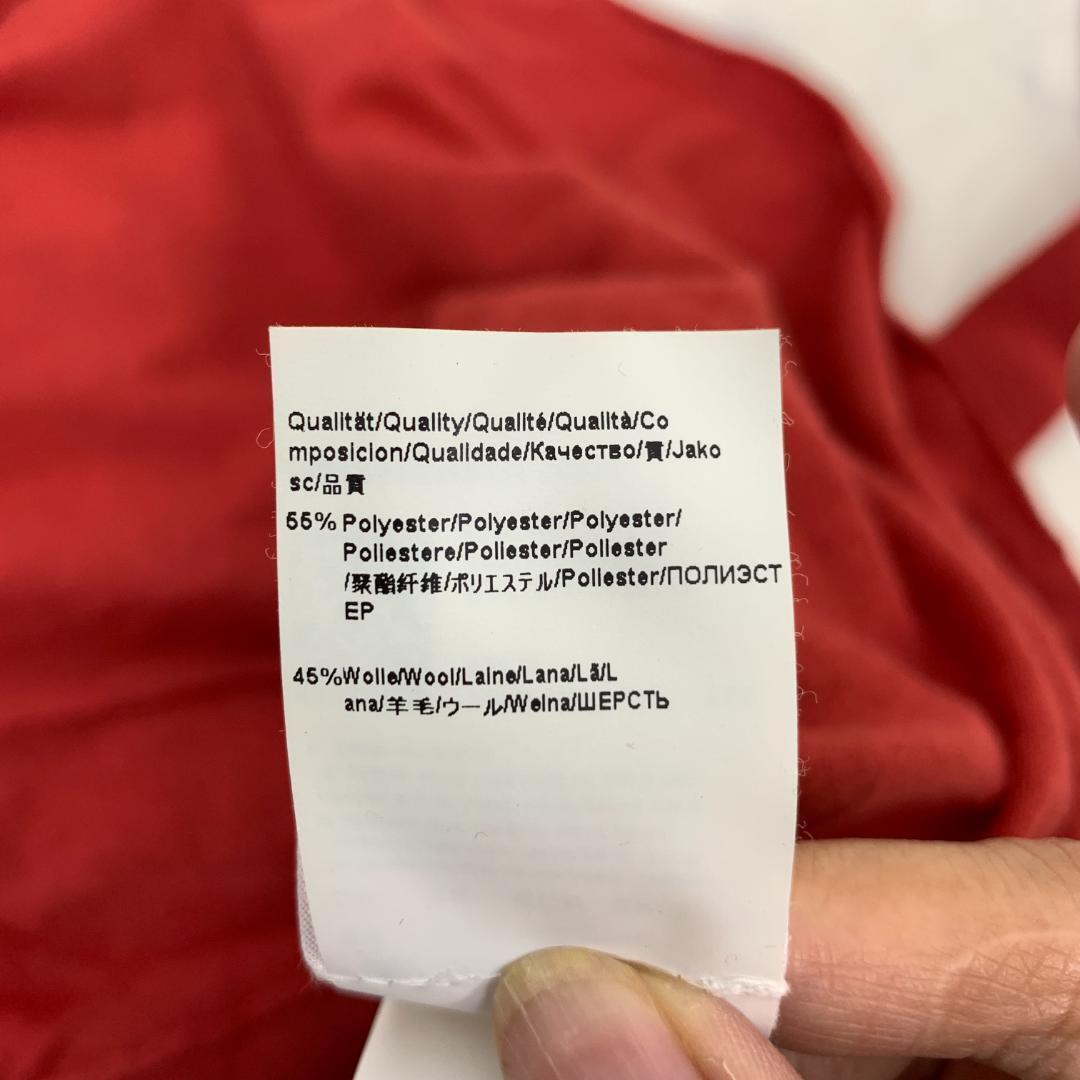 Qualität/Quality/Qualité/Qualità/Co
mposicion/Qualidade/Качество/質/Jako
sc/品質
55% Polyester/Polyester/Polyester/
Poliestere/Poliester/Poliester
/聚酯纤维/ポリエステル/Poliester/ПОЛИЭСТ
ЕР
45%Wolle/Wool/Laine/Lana/Lã/L
ana/羊毛/ウール/Welna/ШЕРСТЬ